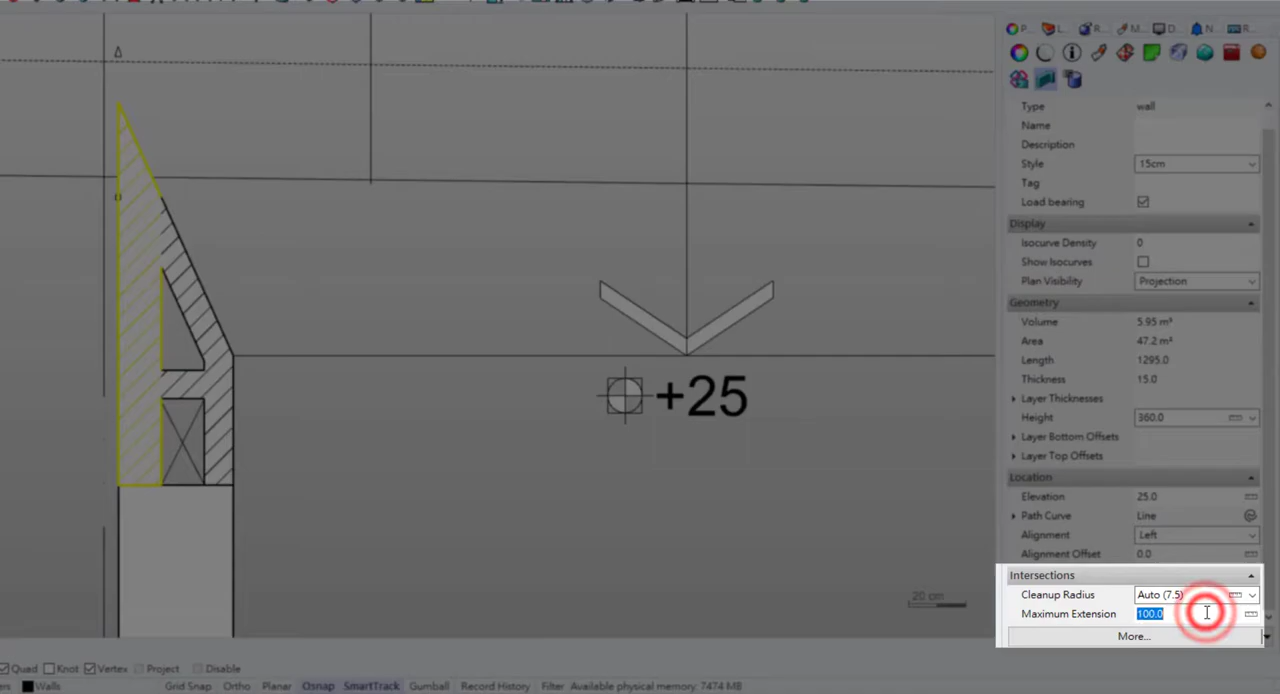 P...
L...
R...
M...
D...
N...
R...
Type wall
Name
Description
Style 15cm
Tag
Load bearing
Display
Isocurve Density 0
Show Isocurves
Plan Visibility Projection
Geometry
Volume 5.95 m³
Area 47.2 m²
Length 1295.0
Thickness 15.0
Layer Thicknesses
Height 360.0
Layer Bottom Offsets
Layer Top Offsets
Location
Elevation 25.0
Path Curve Line
Alignment Left
Alignment Offset 0.0
Intersections
Cleanup Radius Auto (7.5)
Maximum Extension 100.0
More...
+25
20 cm
Quad Knot Vertex Project Disable
Walls Grid Snap Ortho Planar Osnap SmartTrack Gumball Record History Filter Available physical memory: 7474 MB